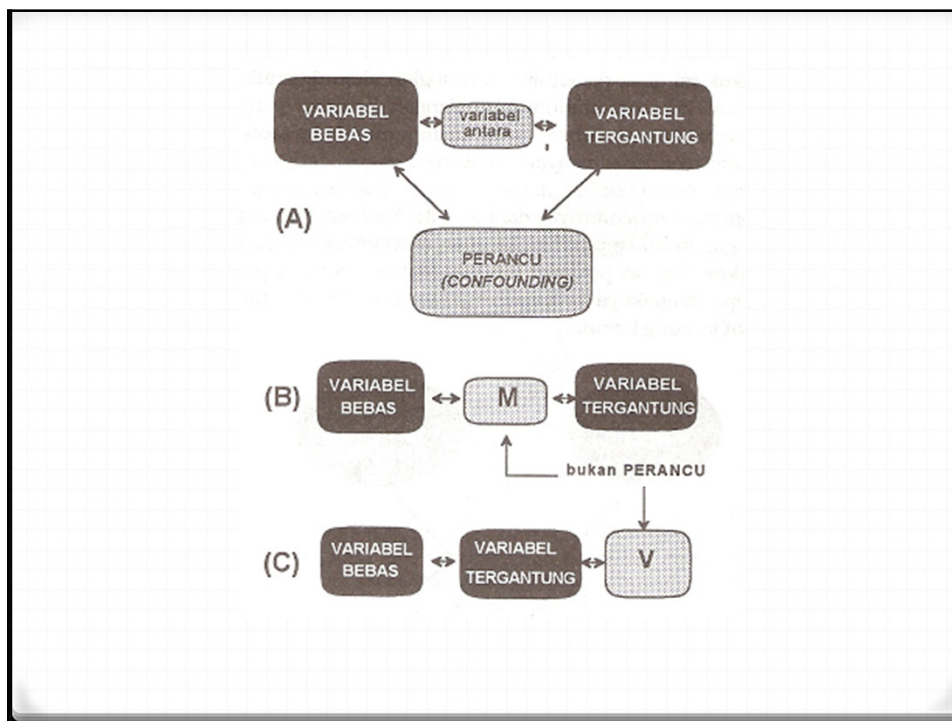 VARIABEL
BEBAS
variabel
antara
VARIABEL
TERGANTUNG
(A)
PERANCU
(CONFOUNDING)
(B)
VARIABEL
BEBAS
M
VARIABEL
TERGANTUNG
bukan PERANCU
(C)
VARIABEL
BEBAS
VARIABEL
TERGANTUNG
V